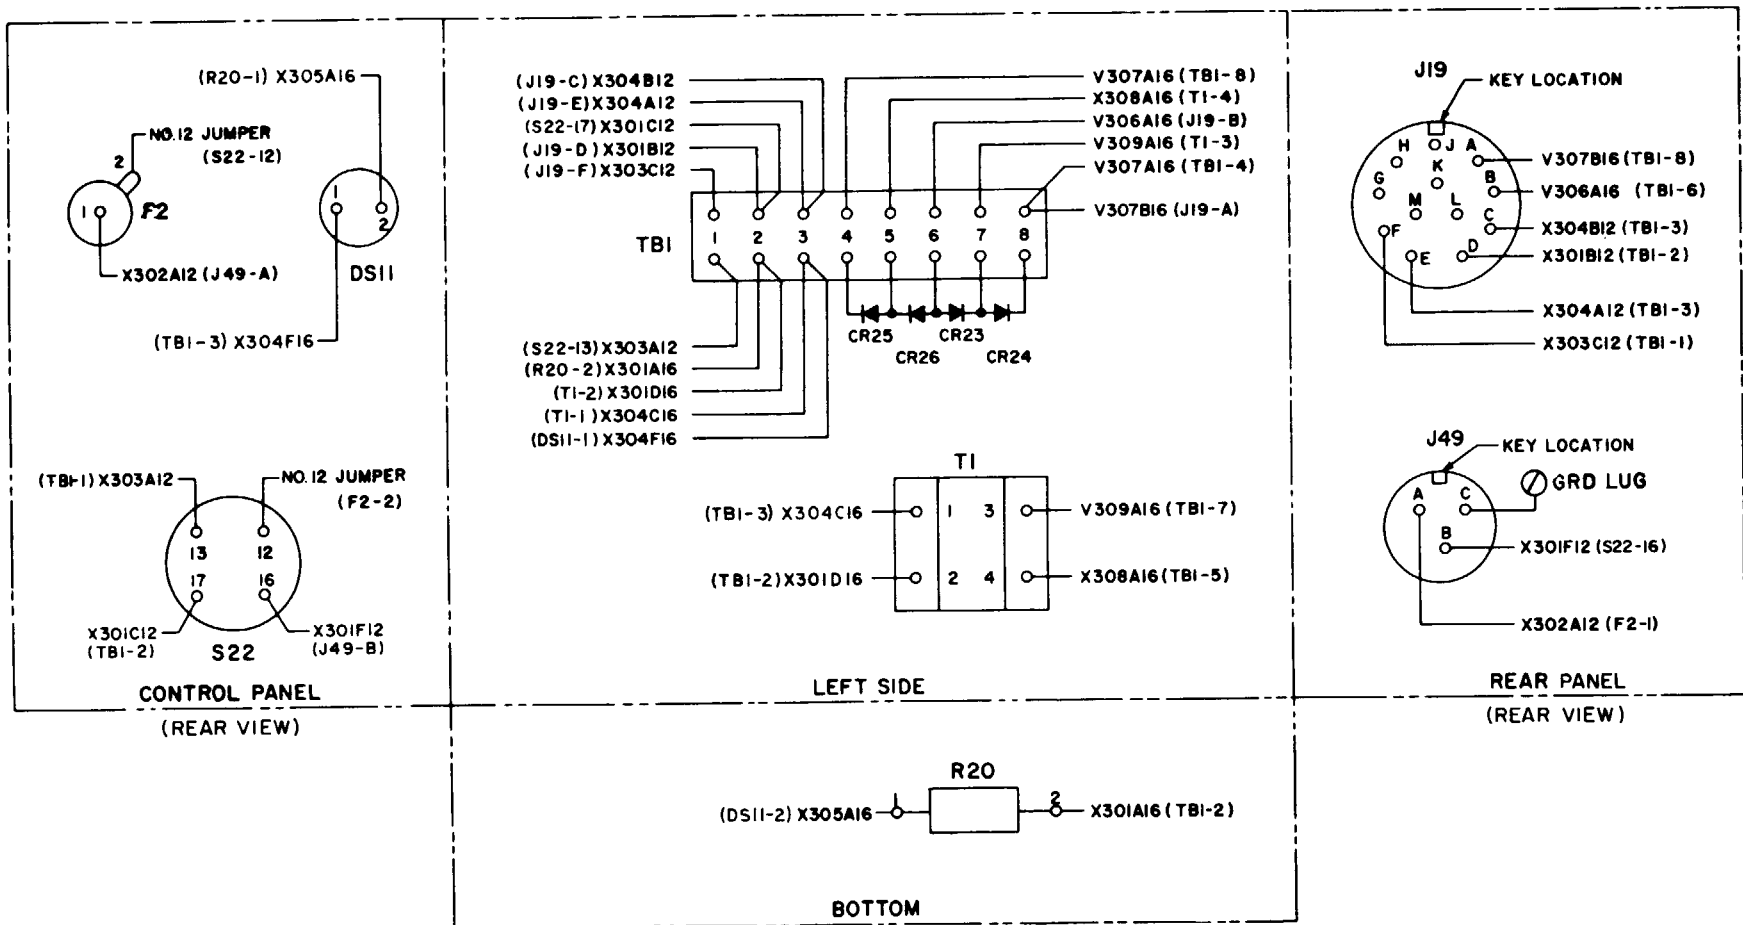 (R20-1) X305A16
NO.12 JUMPER
(S22-12)
2
1
F2
X302A12 (J49-A)
1
2
DS11
(TB1-3) X304F16
(TB1-1) X303A12
NO.12 JUMPER
(F2-2)
13
12
17
16
X301C12
(TB1-2)
X301F12
(J49-B)
S22
CONTROL PANEL
(REAR VIEW)
(J19-C) X304B12
(J19-E) X304A12
(S22-17) X301C12
(J19-D) X301B12
(J19-F) X303C12
V307A16 (TB1-8)
X308A16 (T1-4)
V306A16 (J19-B)
V309A16 (T1-3)
V307A16 (TB1-4)
V307B16 (J19-A)
TB1
1 2 3 4 5 6 7 8
CR25
CR26
CR23
CR24
(S22-13) X303A12
(R20-2) X301A16
(T1-2) X301D16
(T1-1) X304C16
(DS11-1) X304F16
T1
(TB1-3) X304C16
1
3
V309A16 (TB1-7)
(TB1-2) X301D16
2
4
X308A16 (TB1-5)
LEFT SIDE
R20
(DS11-2) X305A16
1
2
X301A16 (TB1-2)
BOTTOM
J19
KEY LOCATION
H
J
A
K
G
B
M
L
C
F
E
D
V307B16 (TB1-8)
V306A16 (TB1-6)
X304B12 (TB1-3)
X301B12 (TB1-2)
X304A12 (TB1-3)
X303C12 (TB1-1)
J49
KEY LOCATION
GRD LUG
A
C
B
X301F12 (S22-16)
X302A12 (F2-1)
REAR PANEL
(REAR VIEW)